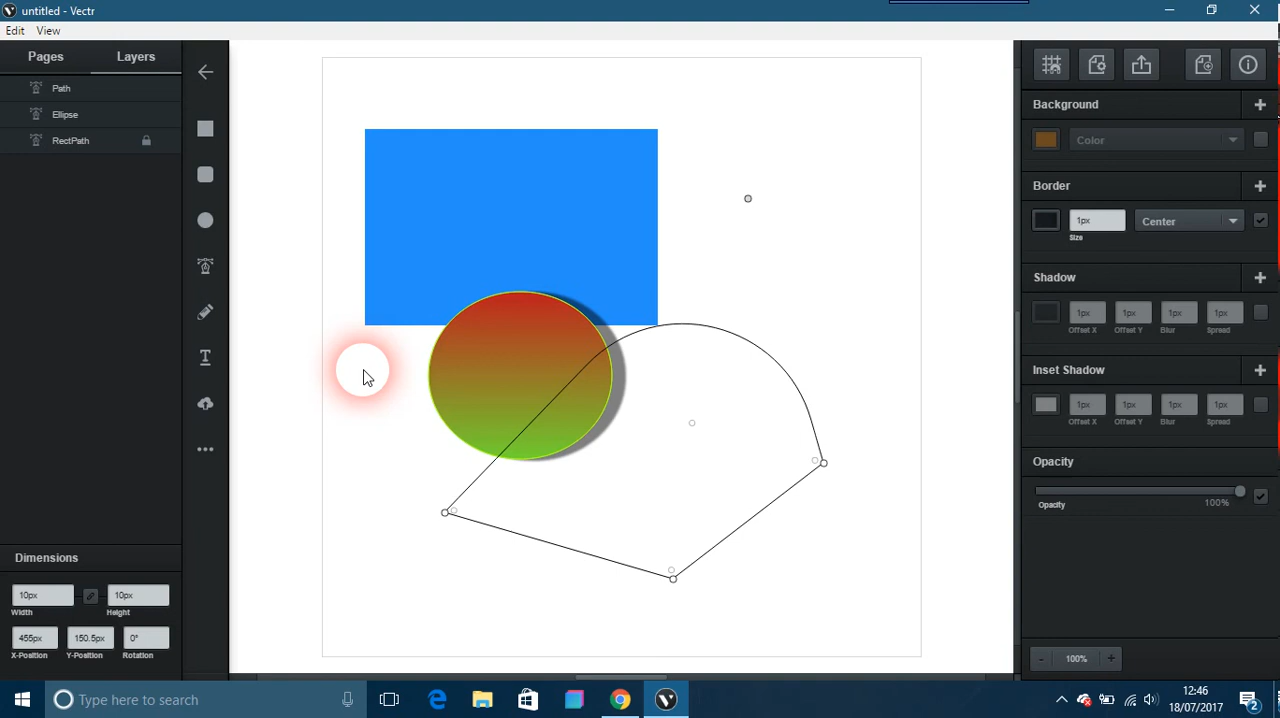 untitled - Vectr
Edit View
Pages Layers
Path
Ellipse
RectPath
Dimensions
10px 10px
Width Height
455px 150.5px 0°
X-Position Y-Position Rotation
T
Background
Color
Border
1px Center
Size
Shadow
1px 1px 1px 1px
Offset X Offset Y Blur Spread
Inset Shadow
1px 1px 1px 1px
Offset X Offset Y Blur Spread
Opacity
Opacity 100%
- 100% +
Type here to search
12:46
18/07/2017
2